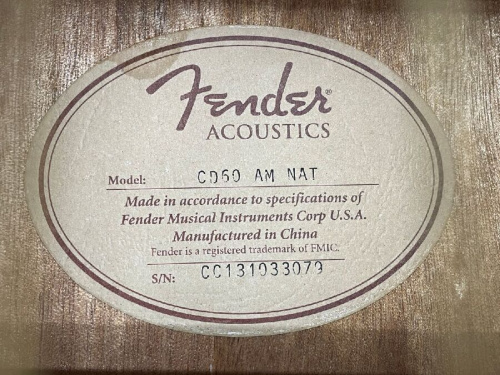 Fender®
ACOUSTICS
Model: CD60 AM NAT
Made in accordance to specifications of
Fender Musical Instruments Corp U.S.A.
Manufactured in China
Fender is a registered trademark of FMIC.
S/N: CC131033079